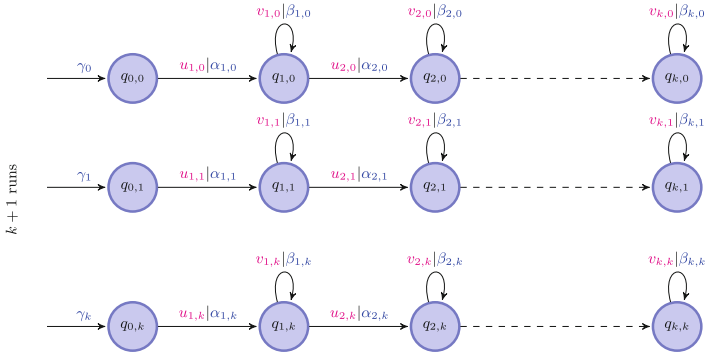 v₁,₀|β₁,₀ v₂,₀|β₂,₀ vₖ,₀|βₖ,₀
γ₀ q₀,₀ u₁,₀|α₁,₀ q₁,₀ u₂,₀|α₂,₀ q₂,₀ qₖ,₀
v₁,₁|β₁,₁ v₂,₁|β₂,₁ vₖ,₁|βₖ,₁
γ₁ q₀,₁ u₁,₁|α₁,₁ q₁,₁ u₂,₁|α₂,₁ q₂,₁ qₖ,₁
k + 1 runs
v₁,ₖ|β₁,ₖ v₂,ₖ|β₂,ₖ vₖ,ₖ|βₖ,ₖ
γₖ q₀,ₖ u₁,ₖ|α₁,ₖ q₁,ₖ u₂,ₖ|α₂,ₖ q₂,ₖ qₖ,ₖ